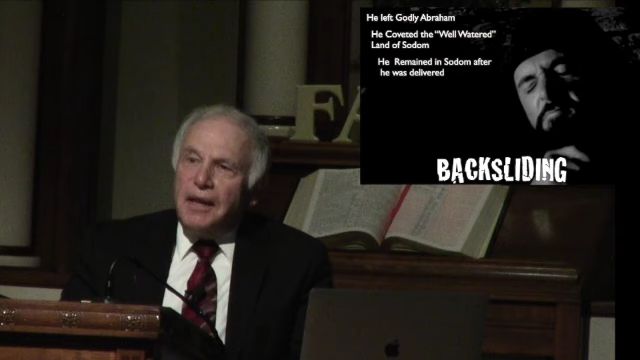 He left Godly Abraham
He Coveted the "Well Watered"
Land of Sodom
He Remained in Sodom after
he was delivered
BACKSLIDING
FA